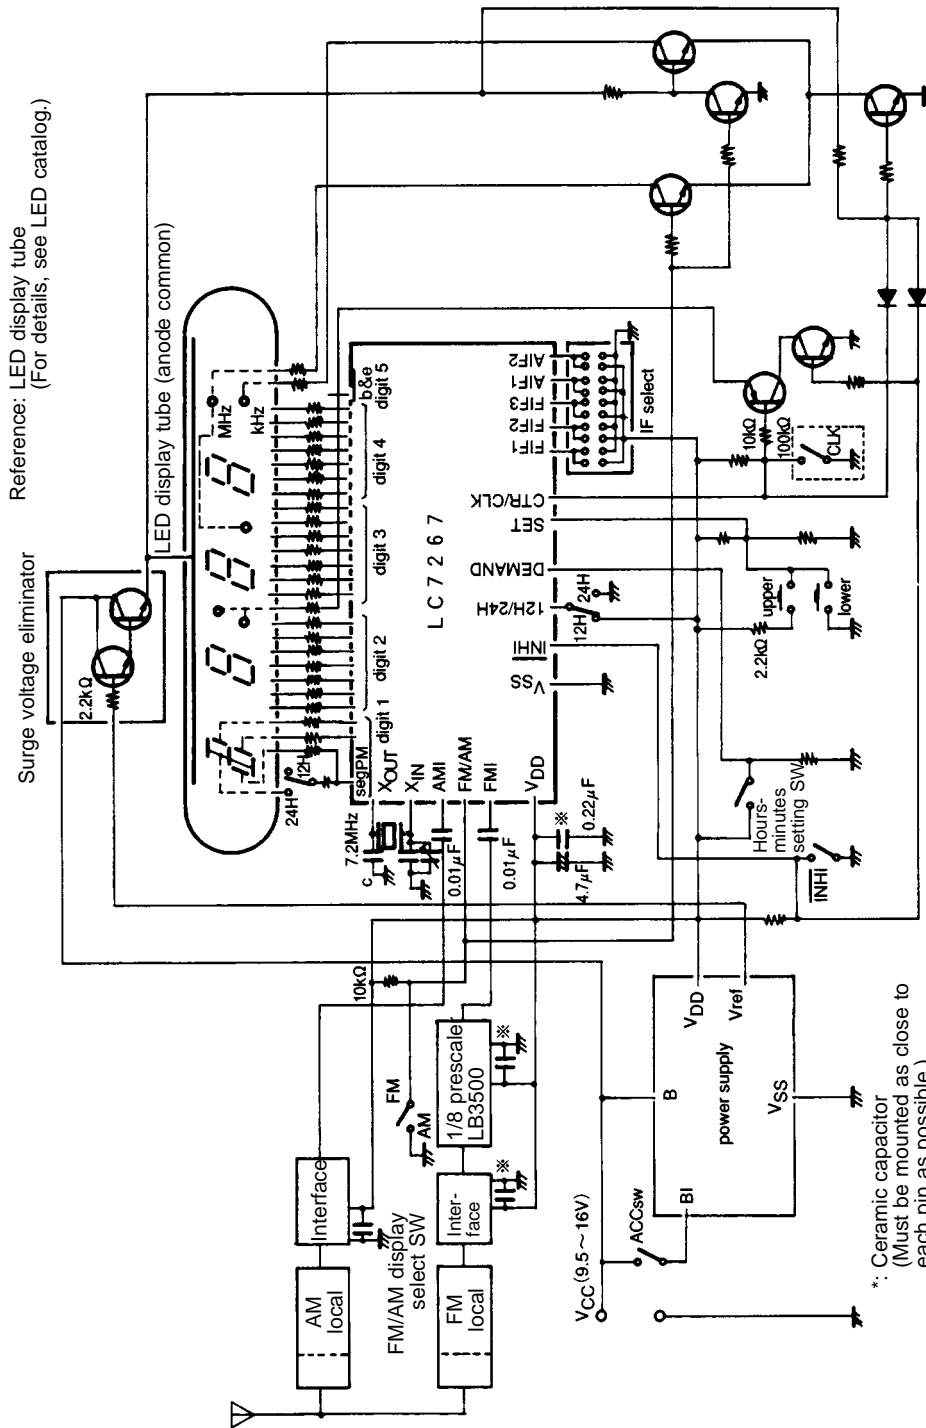 Reference: LED display tube
(For details, see LED catalog.)
Surge voltage eliminator
2.2kΩ
LED display tube (anode common)
MHz
kHz
24H
12H
segPM
digit 1
digit 2
digit 3
digit 4
digit 5
b&e
LC7267
XOUT
XIN
AMI
FM/AM
FMI
VDD
VSS
INHI
12H/24H
DEMAND
SET
CTR/CLK
FIF1
FIF2
FIF3
AIF1
AIF2
IF select
7.2MHz
c
0.01μF
0.01μF
4.7μF
※
0.22μF
12H
24H
10kΩ
100kΩ
CLK
upper
lower
2.2kΩ
Hours-
minutes
setting SW
INHi
10kΩ
FM
AM
FM/AM display
select SW
AM
local
Interface
FM
local
Inter-
face
※
1/8 prescale
LB3500
※
VCC (9.5~16V)
ACCsw
BI
B
power supply
VDD
Vref
VSS
*: Ceramic capacitor
(Must be mounted as close to
each pin as possible.)